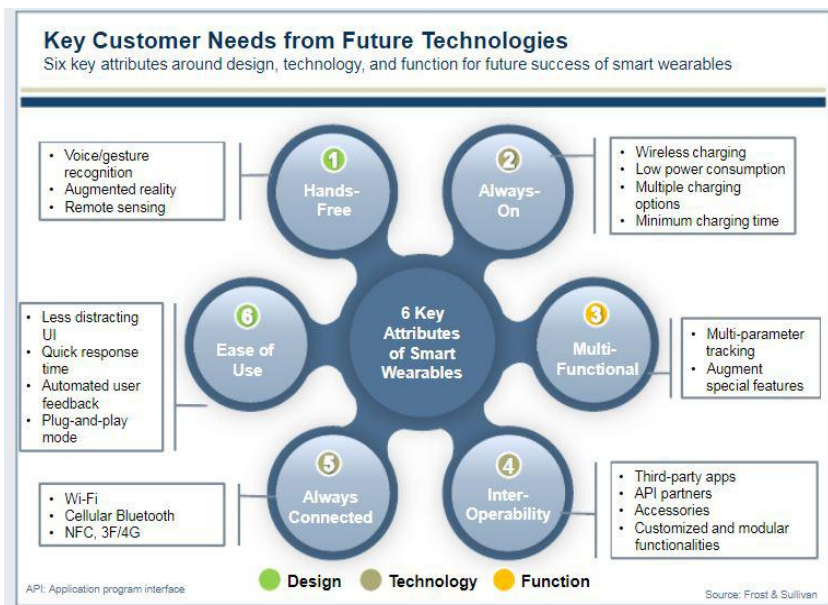 Key Customer Needs from Future Technologies
Six key attributes around design, technology, and function for future success of smart wearables
1
Hands-
Free
• Voice/gesture
recognition
• Augmented reality
• Remote sensing
2
Always-
On
• Wireless charging
• Low power consumption
• Multiple charging
options
• Minimum charging time
6
Ease of
Use
• Less distracting
UI
• Quick response
time
• Automated user
feedback
• Plug-and-play
mode
6 Key
Attributes
of Smart
Wearables
3
Multi-
Functional
• Multi-parameter
tracking
• Augment
special features
5
Always
Connected
• Wi-Fi
• Cellular Bluetooth
• NFC, 3F/4G
4
Inter-
Operability
• Third-party apps
• API partners
• Accessories
• Customized and modular
functionalities
Design
Technology
Function
API: Application program interface
Source: Frost & Sullivan